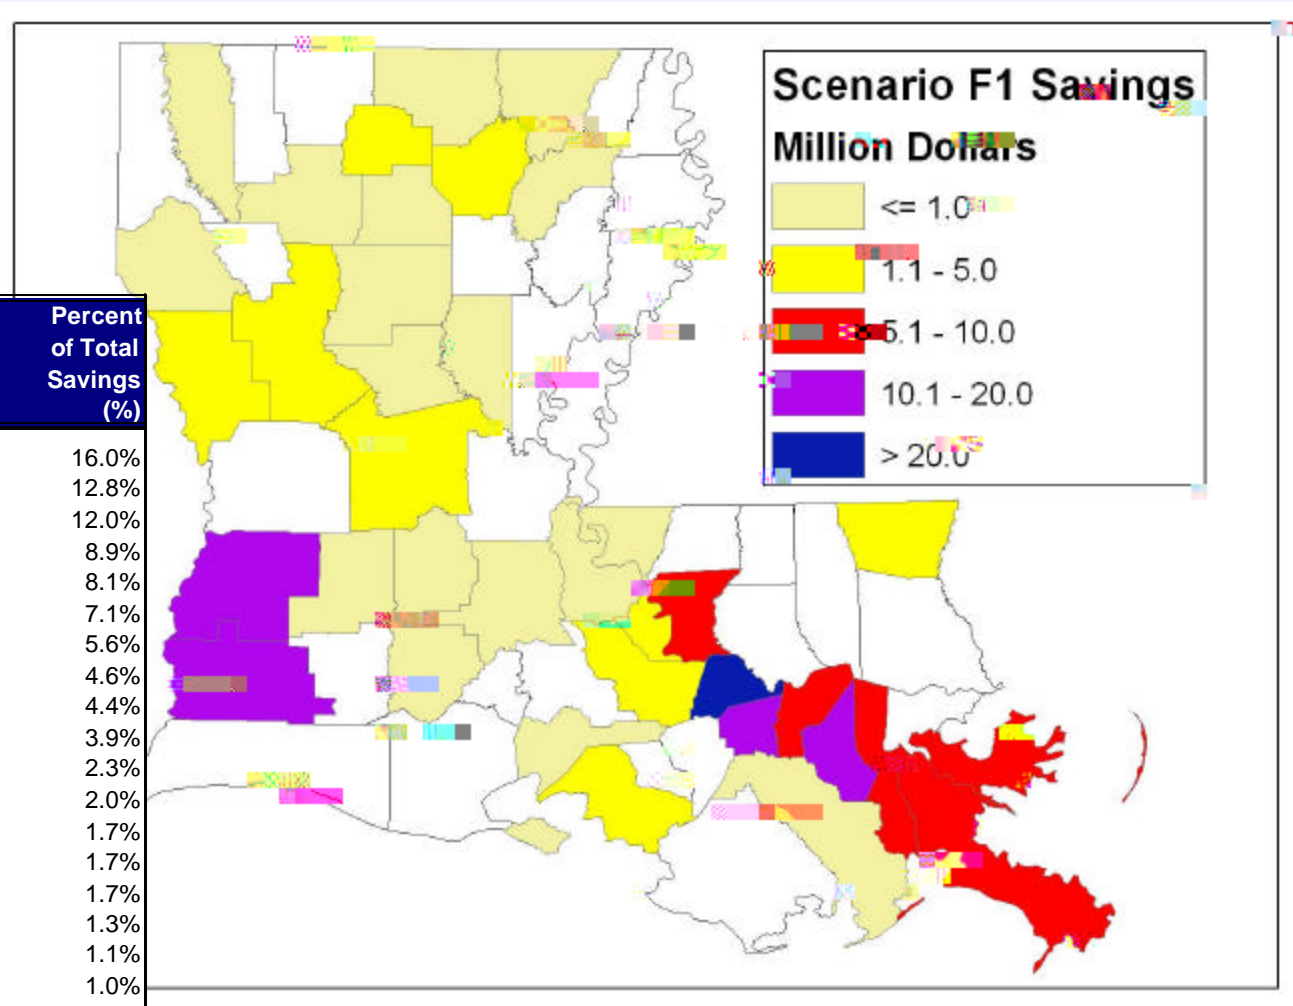 Scenario F1 Savings
Million Dollars
<= 1.0
1.1 - 5.0
5.1 - 10.0
10.1 - 20.0
> 20.0
Percent
of Total
Savings
(%)
16.0%
12.8%
12.0%
8.9%
8.1%
7.1%
5.6%
4.6%
4.4%
3.9%
2.3%
2.0%
1.7%
1.7%
1.7%
1.3%
1.1%
1.0%